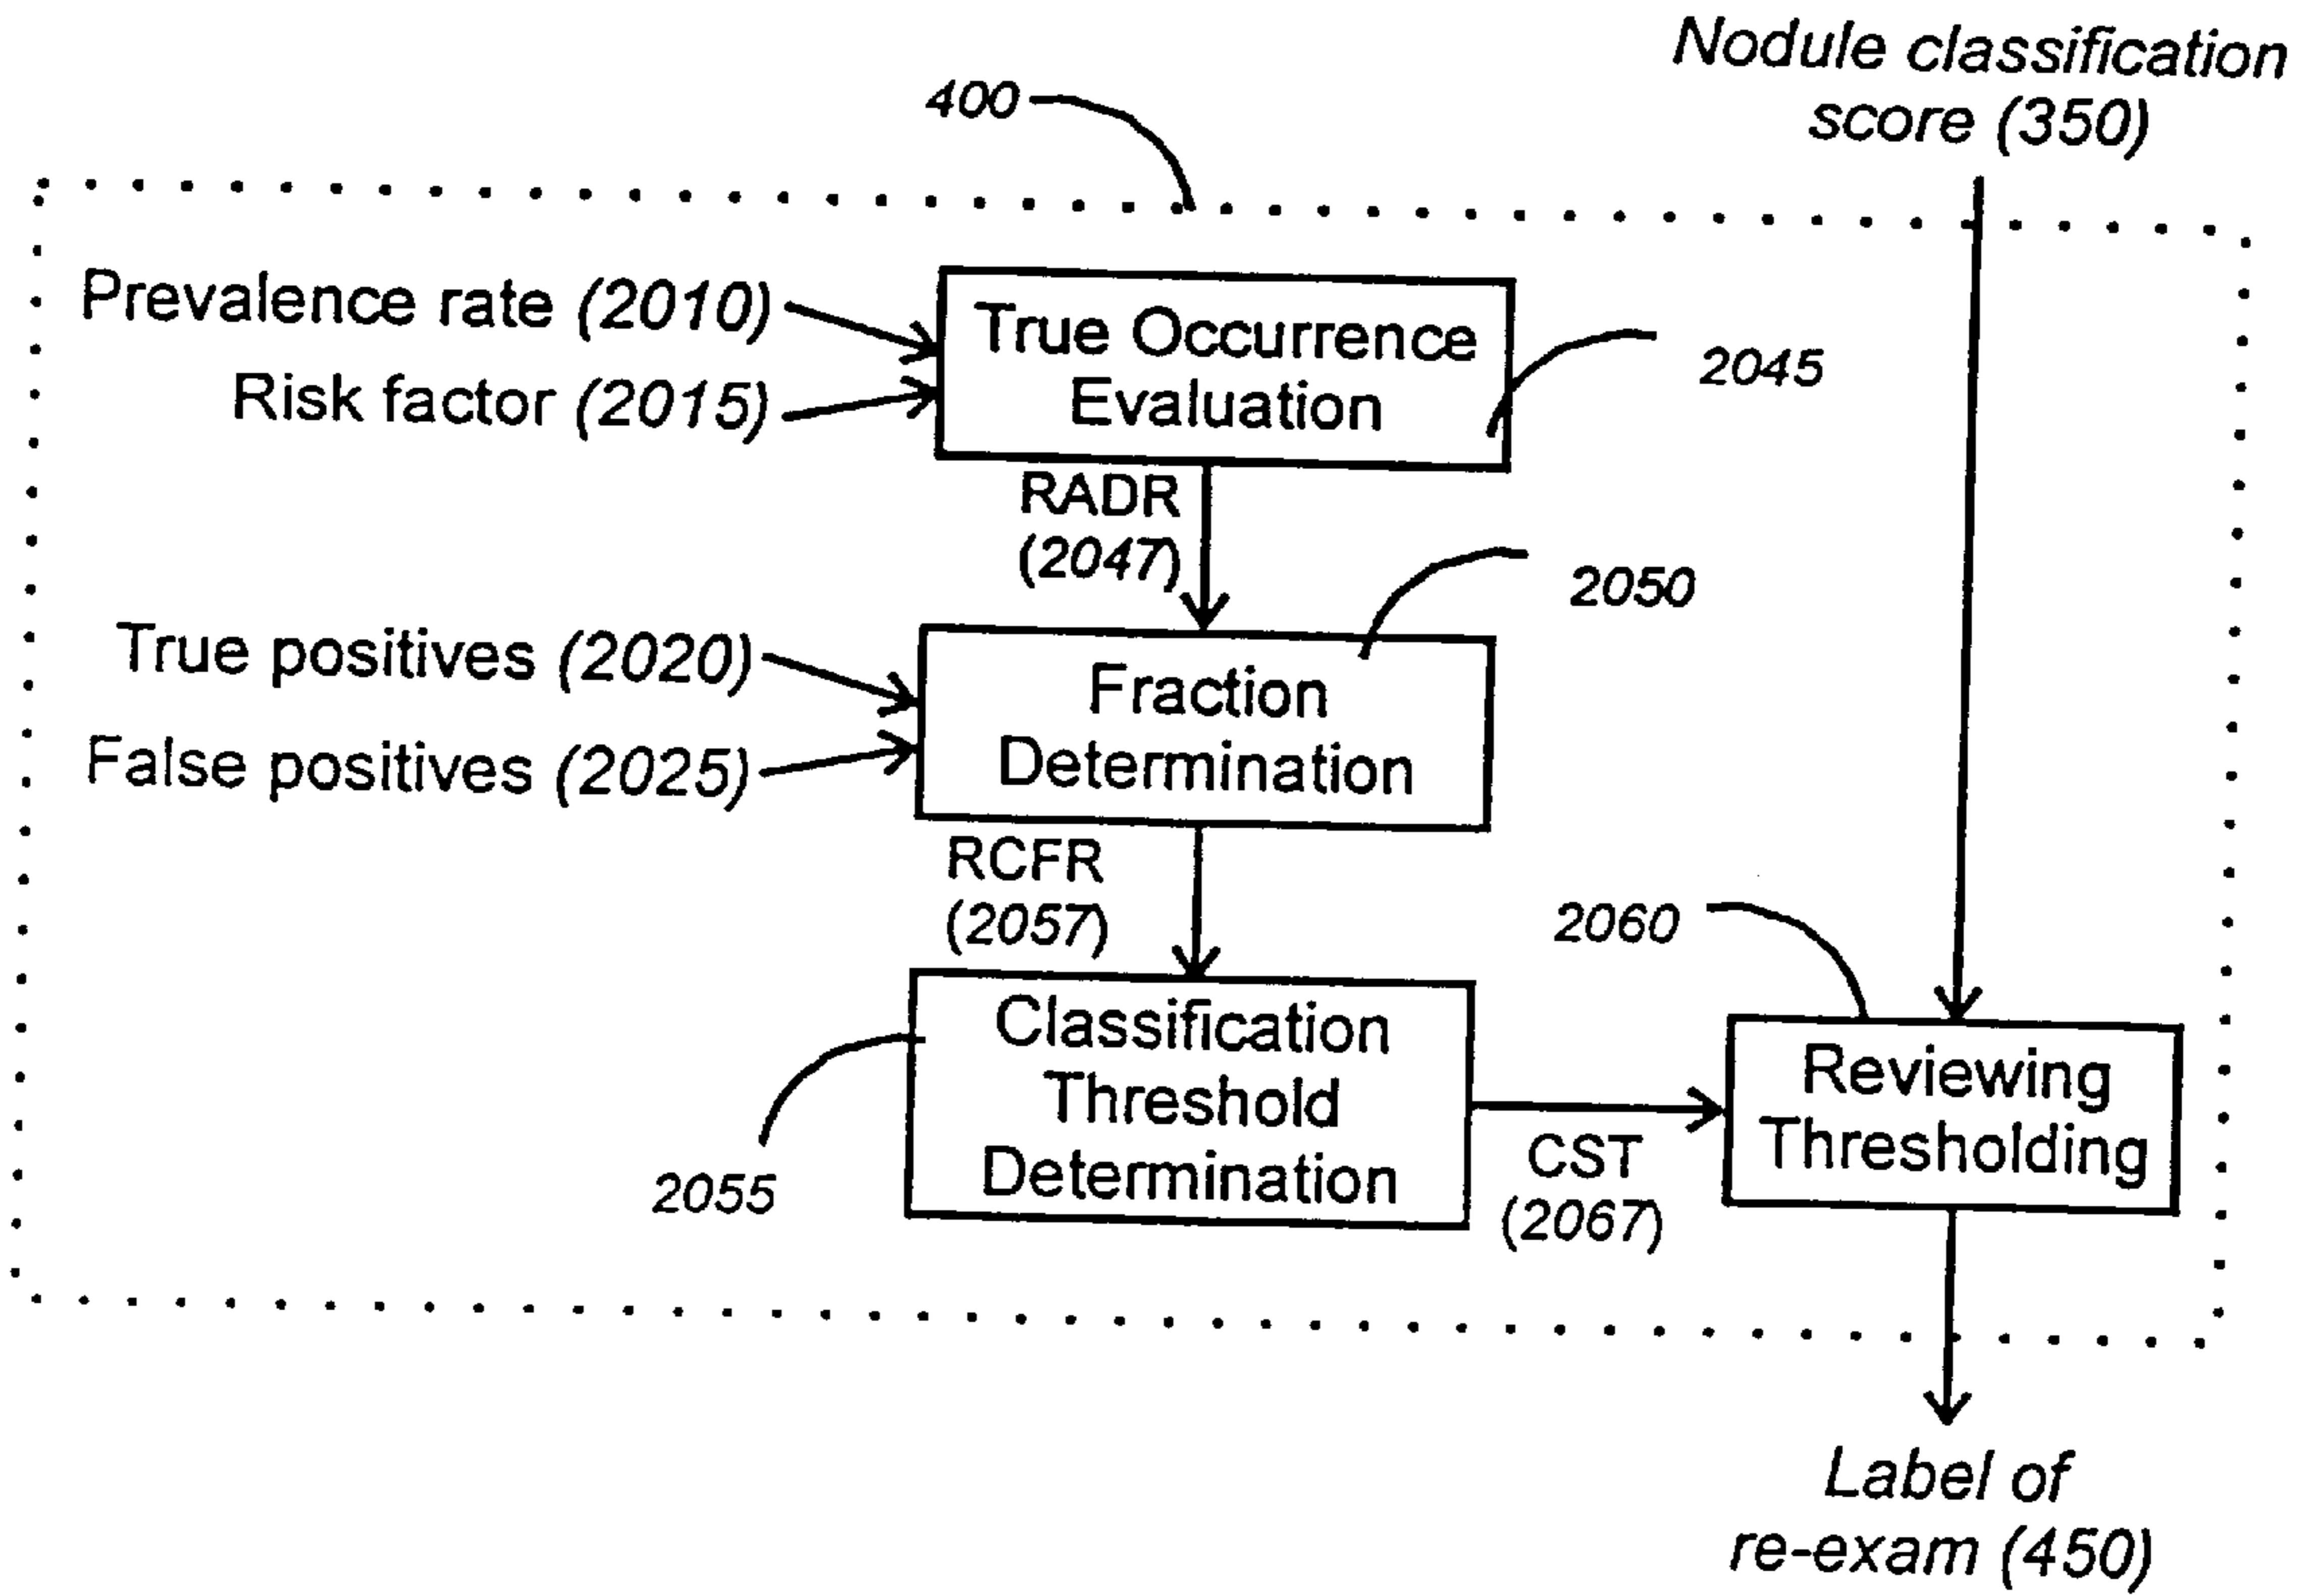 Nodule classification
score (350)
400
Prevalence rate (2010)
Risk factor (2015)
True Occurrence
Evaluation
2045
RADR
(2047)
2050
True positives (2020)
False positives (2025)
Fraction
Determination
RCFR
(2057)
2060
Classification
Threshold
Determination
2055
CST
(2067)
Reviewing
Thresholding
Label of
re-exam (450)